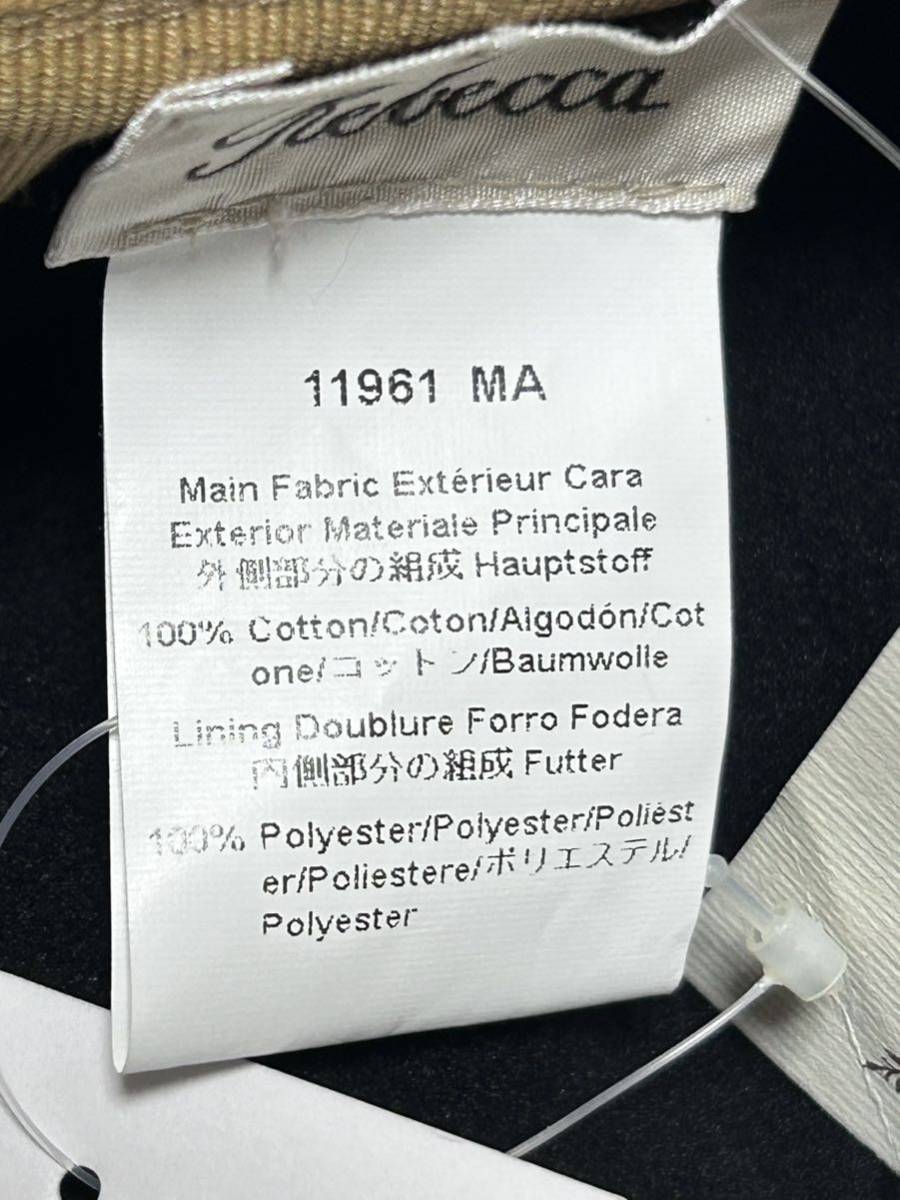 Rebecca
11961 MA
Main Fabric Extérieur Cara
Exterior Materiale Principale
外側部分の組成 Hauptstoff
100% Cotton/Coton/Algodón/Cot
one/コットン/Baumwolle
Lining Doublure Forro Fodera
内側部分の組成 Futter
100% Polyester/Polyester/Poliést
er/Poliestere/ポリエステル/
Polyester